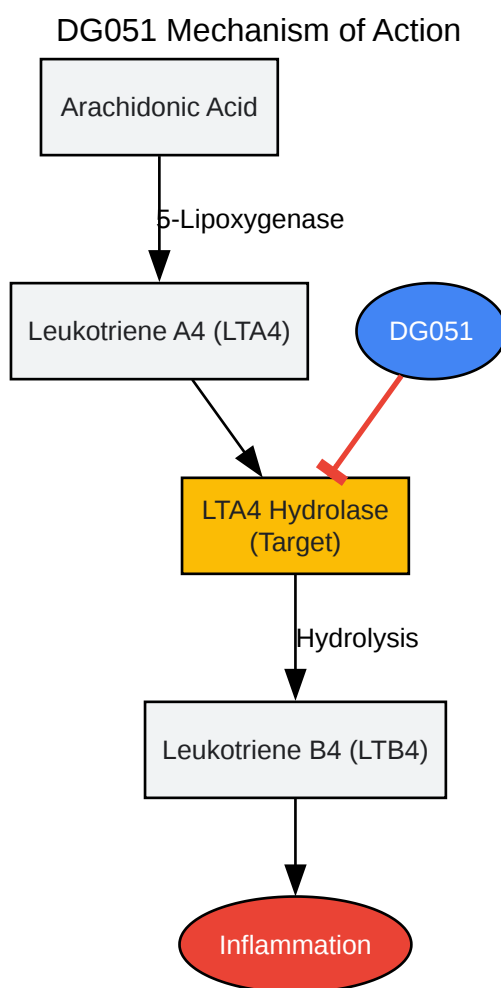 DG051 Mechanism of Action
Arachidonic Acid
5-Lipoxygenase
Leukotriene A4 (LTA4)
DG051
LTA4 Hydrolase
(Target)
Hydrolysis
Leukotriene B4 (LTB4)
Inflammation